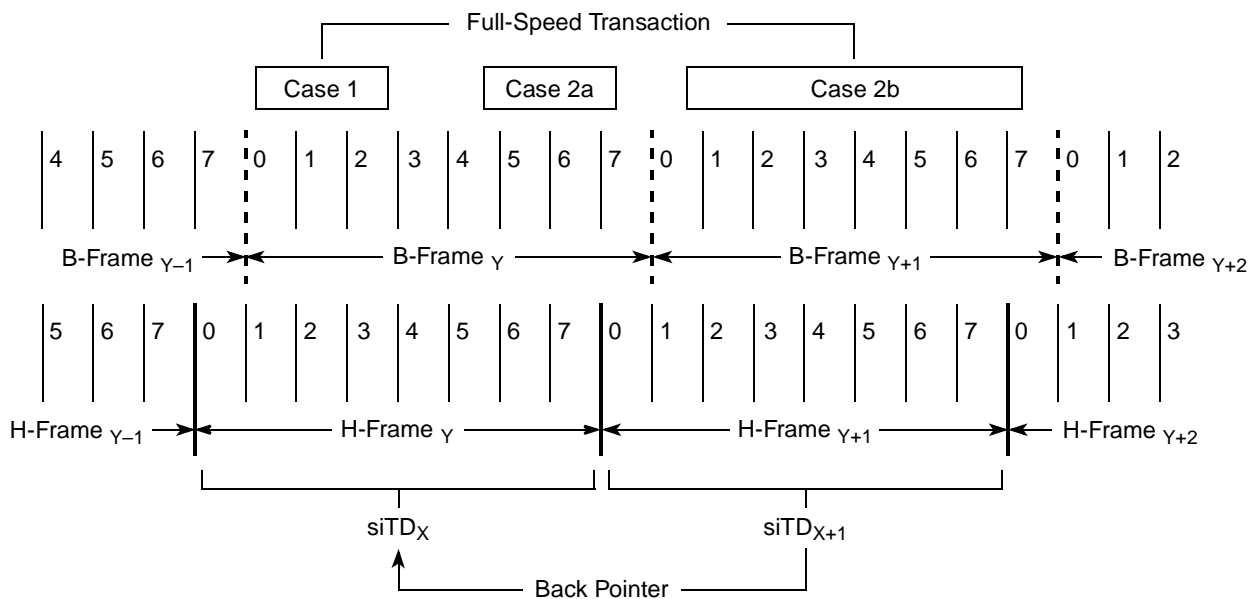 Full-Speed Transaction
Case 1 Case 2a Case 2b
4 5 6 7 0 1 2 3 4 5 6 7 0 1 2 3 4 5 6 7 0 1 2
B-Frame Y–1 B-Frame Y B-Frame Y+1 B-Frame Y+2
5 6 7 0 1 2 3 4 5 6 7 0 1 2 3 4 5 6 7 0 1 2 3
H-Frame Y–1 H-Frame Y H-Frame Y+1 H-Frame Y+2
siTDX siTDX+1
Back Pointer